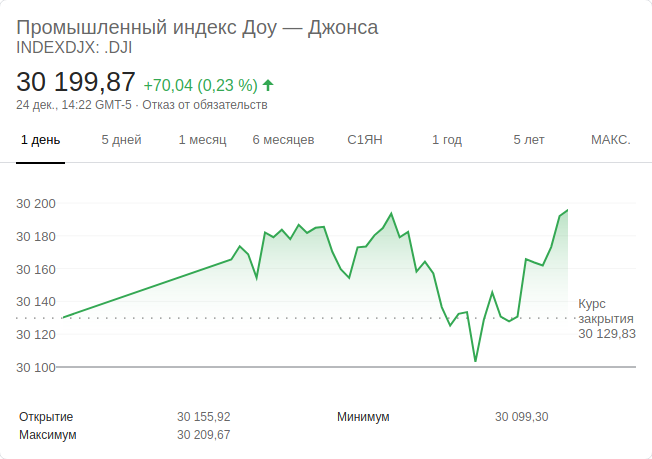 Промышленный индекс Доу — Джонса
INDEXDJX: .DJI
30 199,87 +70,04 (0,23 %)
24 дек., 14:22 GMT-5 · Отказ от обязательств
1 день 5 дней 1 месяц 6 месяцев С1ЯН 1 год 5 лет МАКС.
30 200
30 180
30 160
30 140
30 120
30 100
Курс
закрытия
30 129,83
Открытие 30 155,92 Минимум 30 099,30
Максимум 30 209,67